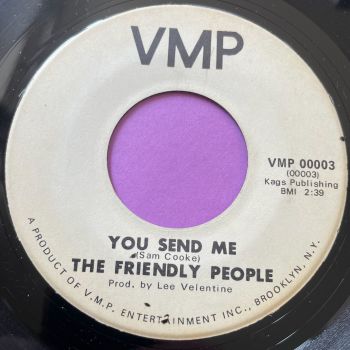 VMP
VMP 00003
(00003)
Kags Publishing
BMI 2:39
YOU SEND ME
(Sam Cooke)
THE FRIENDLY PEOPLE
Prod. by Lee Velentine
A PRODUCT OF V.M.P. ENTERTAINMENT INC., BROOKLYN, N.Y.